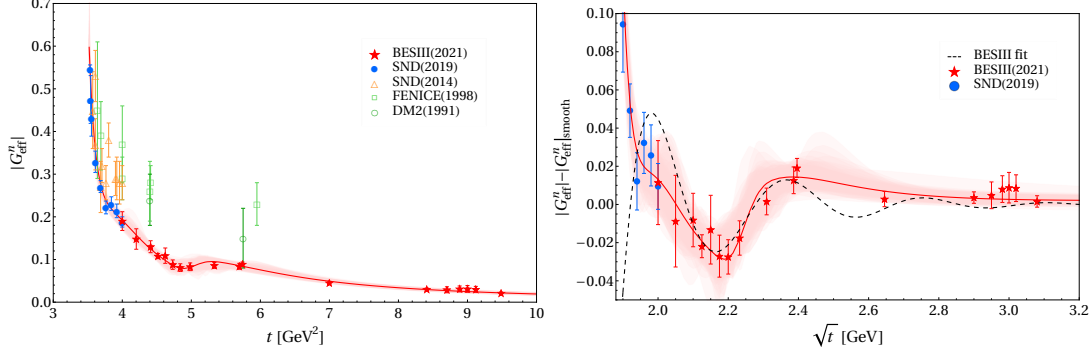 0.7
0.6
0.5
0.4
0.3
0.2
0.1
0.0
|G^n_eff|
3 4 5 6 7 8 9 10
t [GeV²]
BESIII(2021)
SND(2019)
SND(2014)
FENICE(1998)
DM2(1991)
0.10
0.08
0.06
0.04
0.02
0.00
-0.02
-0.04
|G^n_eff|-|G^n_eff|smooth
2.0 2.2 2.4 2.6 2.8 3.0 3.2
√t [GeV]
BESIII fit
BESIII(2021)
SND(2019)